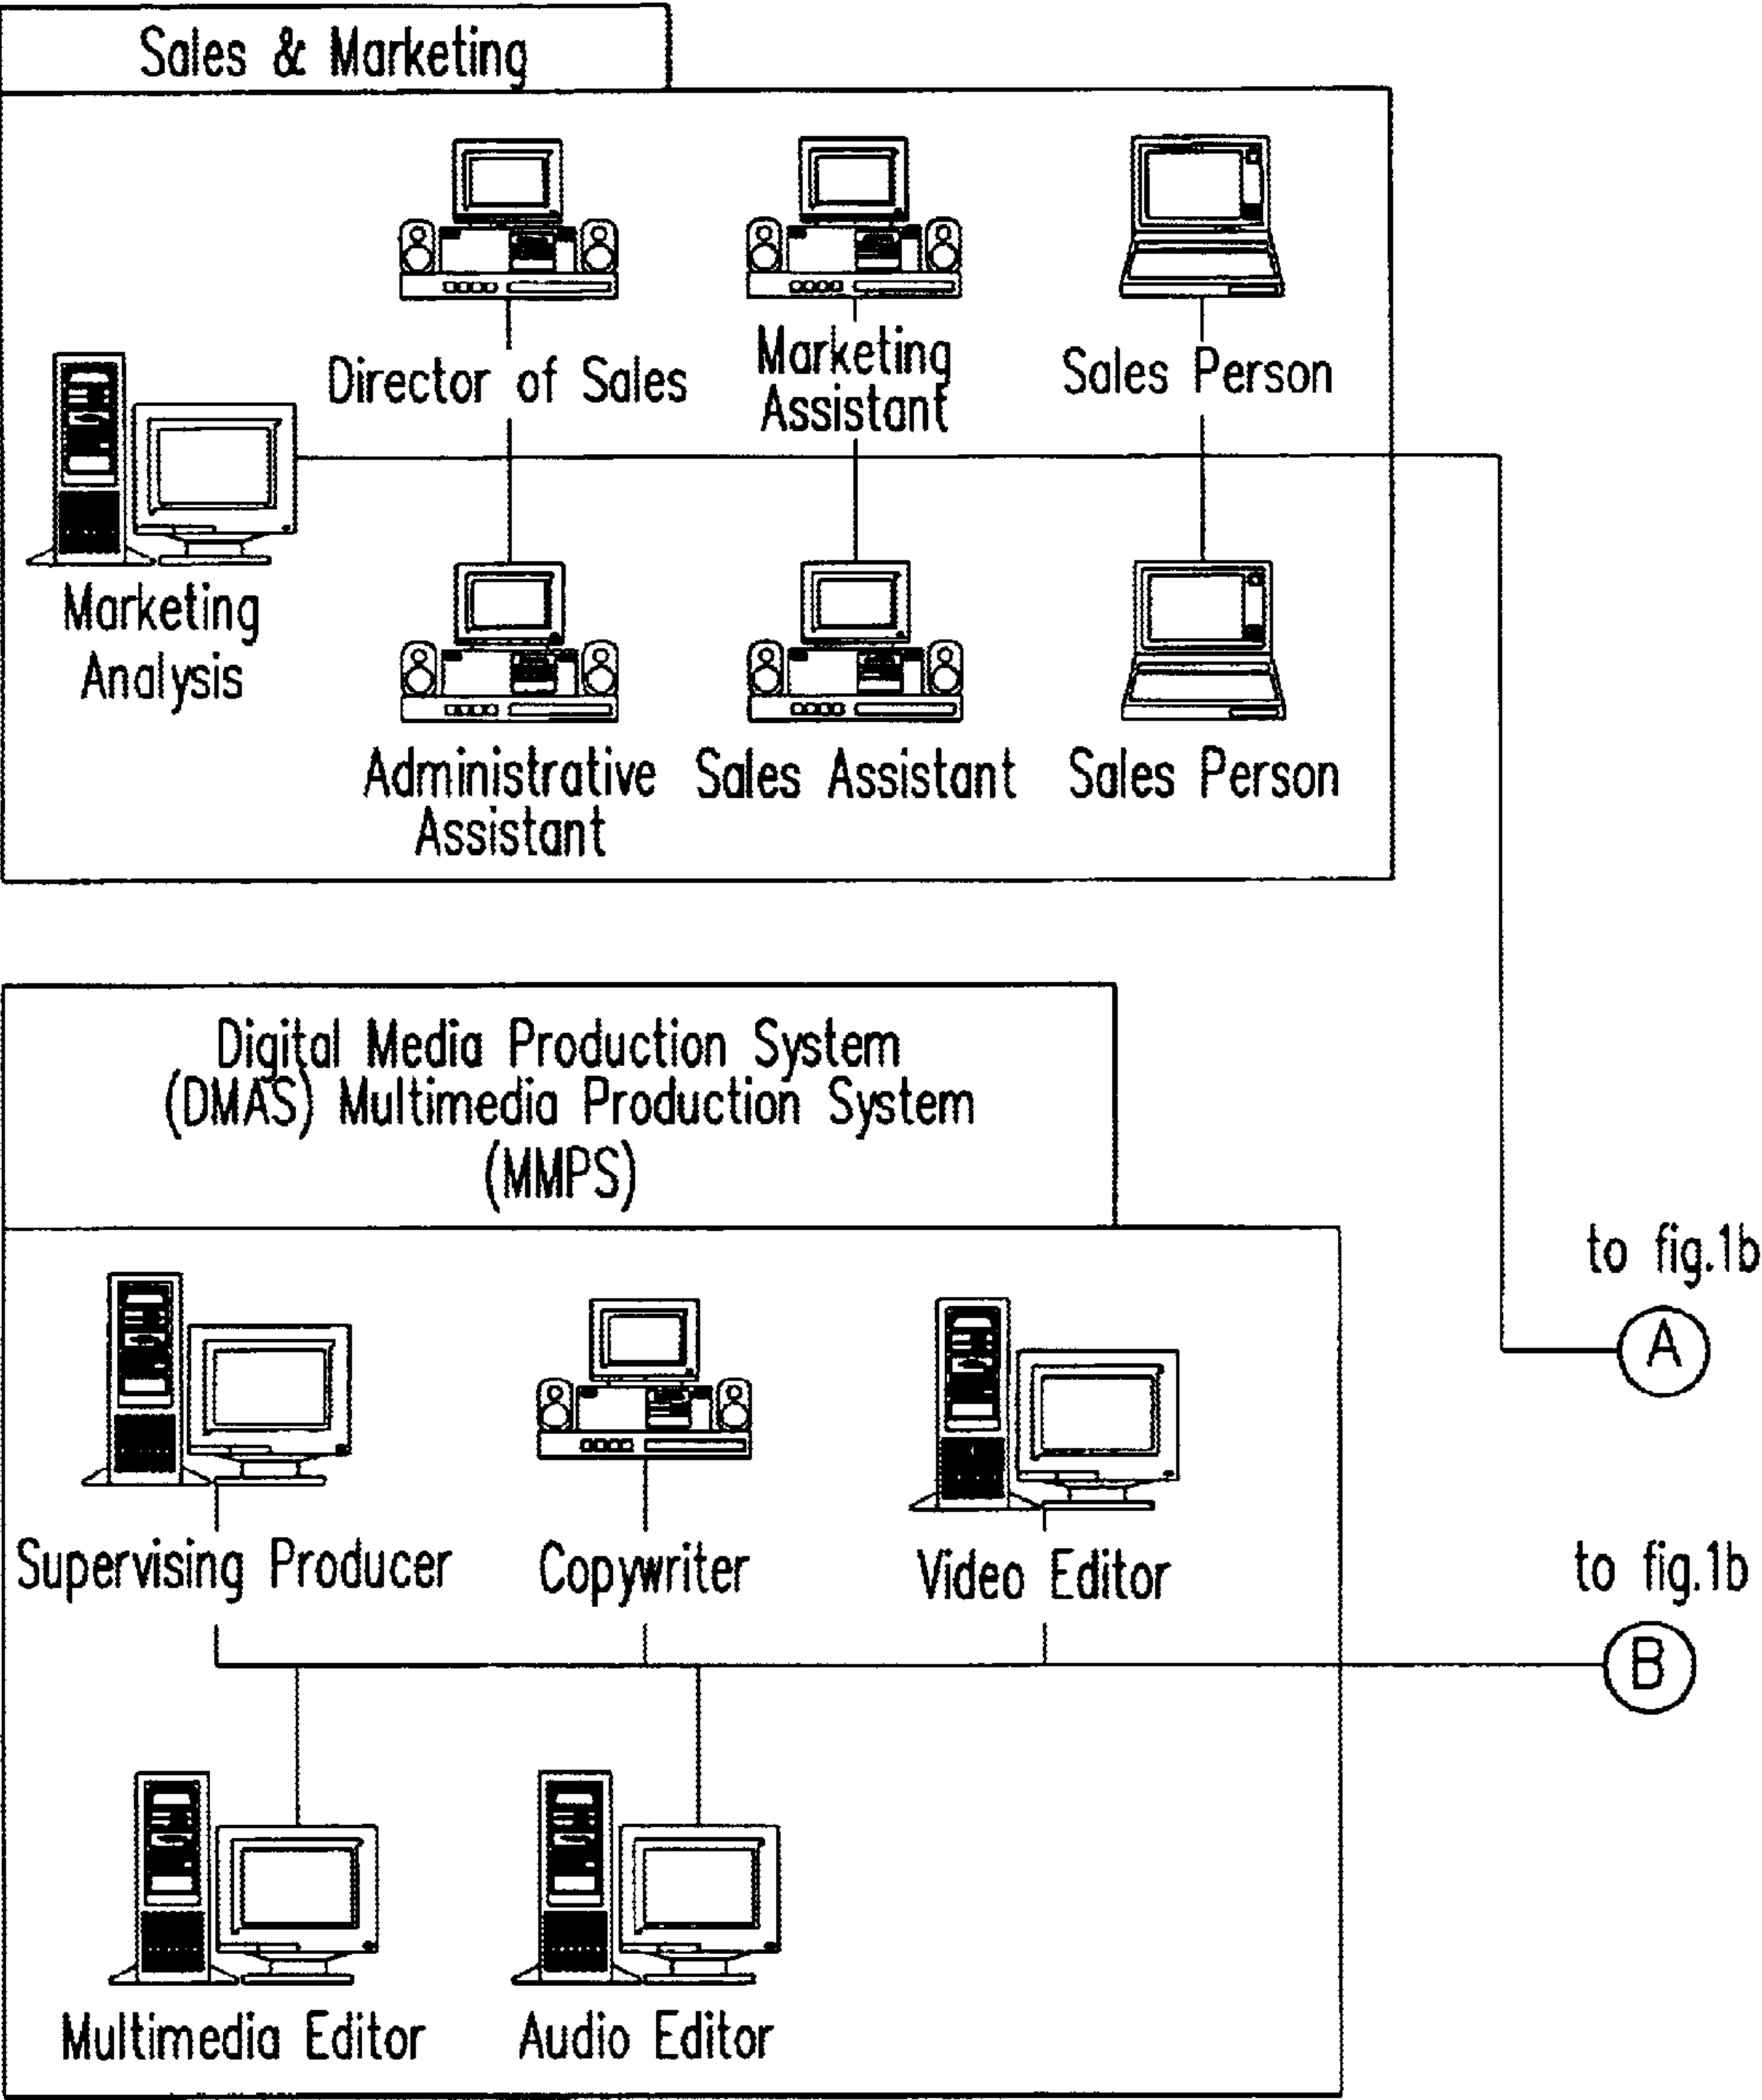 Sales & Marketing
Director of Sales
Marketing
Assistant
Sales Person
Marketing
Analysis
Administrative
Assistant
Sales Assistant
Sales Person
Digital Media Production System
(DMAS) Multimedia Production System
(MMPS)
to fig.1b
A
Supervising Producer
Copywriter
Video Editor
to fig.1b
B
Multimedia Editor
Audio Editor